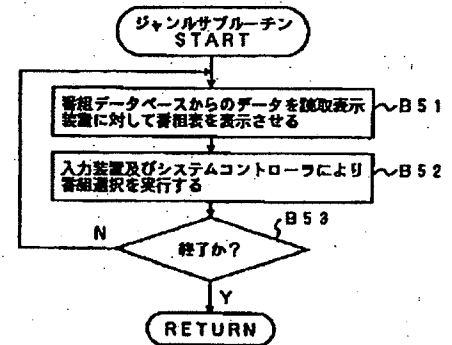 ジャンルサブルーチン
START
番組データベースからのデータを読取表示
装置に対して番組表を表示させる
B51
入力装置及びシステムコントローラにより
番組選択を実行する
B52
B53
N
終了か?
Y
RETURN